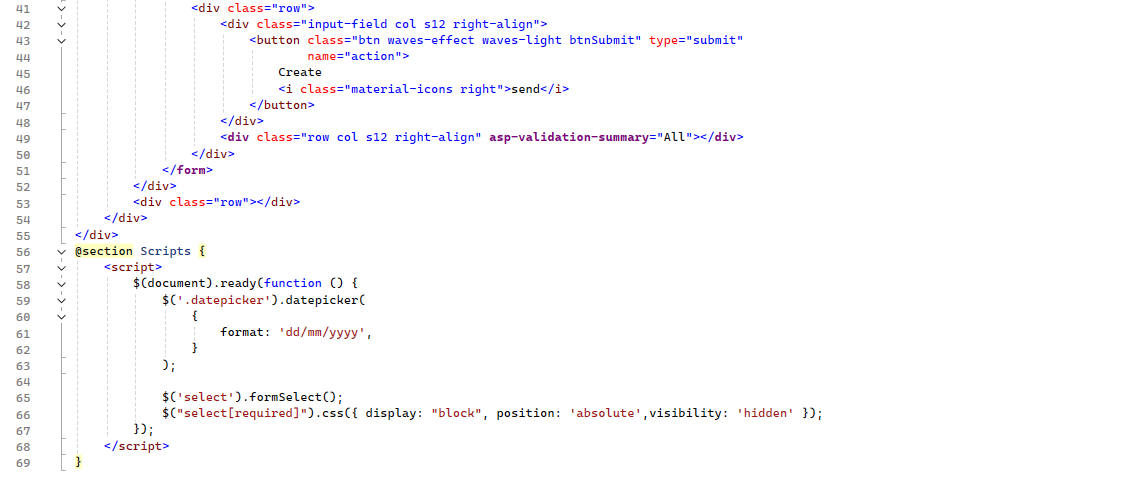 41 <div class="row">
42 <div class="input-field col s12 right-align">
43 <button class="btn waves-effect waves-light btnSubmit" type="submit"
44 name="action">
45 Create
46 <i class="material-icons right">send</i>
47 </button>
48 </div>
49 <div class="row col s12 right-align" asp-validation-summary="All"></div>
50 </div>
51 </form>
52 </div>
53 <div class="row"></div>
54 </div>
55 </div>
56 @section Scripts {
57 <script>
58 $(document).ready(function () {
59 $('.datepicker').datepicker(
60 {
61 format: 'dd/mm/yyyy',
62 }
63 );
64
65 $('select').formSelect();
66 $("select[required]").css({ display: "block", position: 'absolute',visibility: 'hidden' });
67 });
68 </script>
69 }